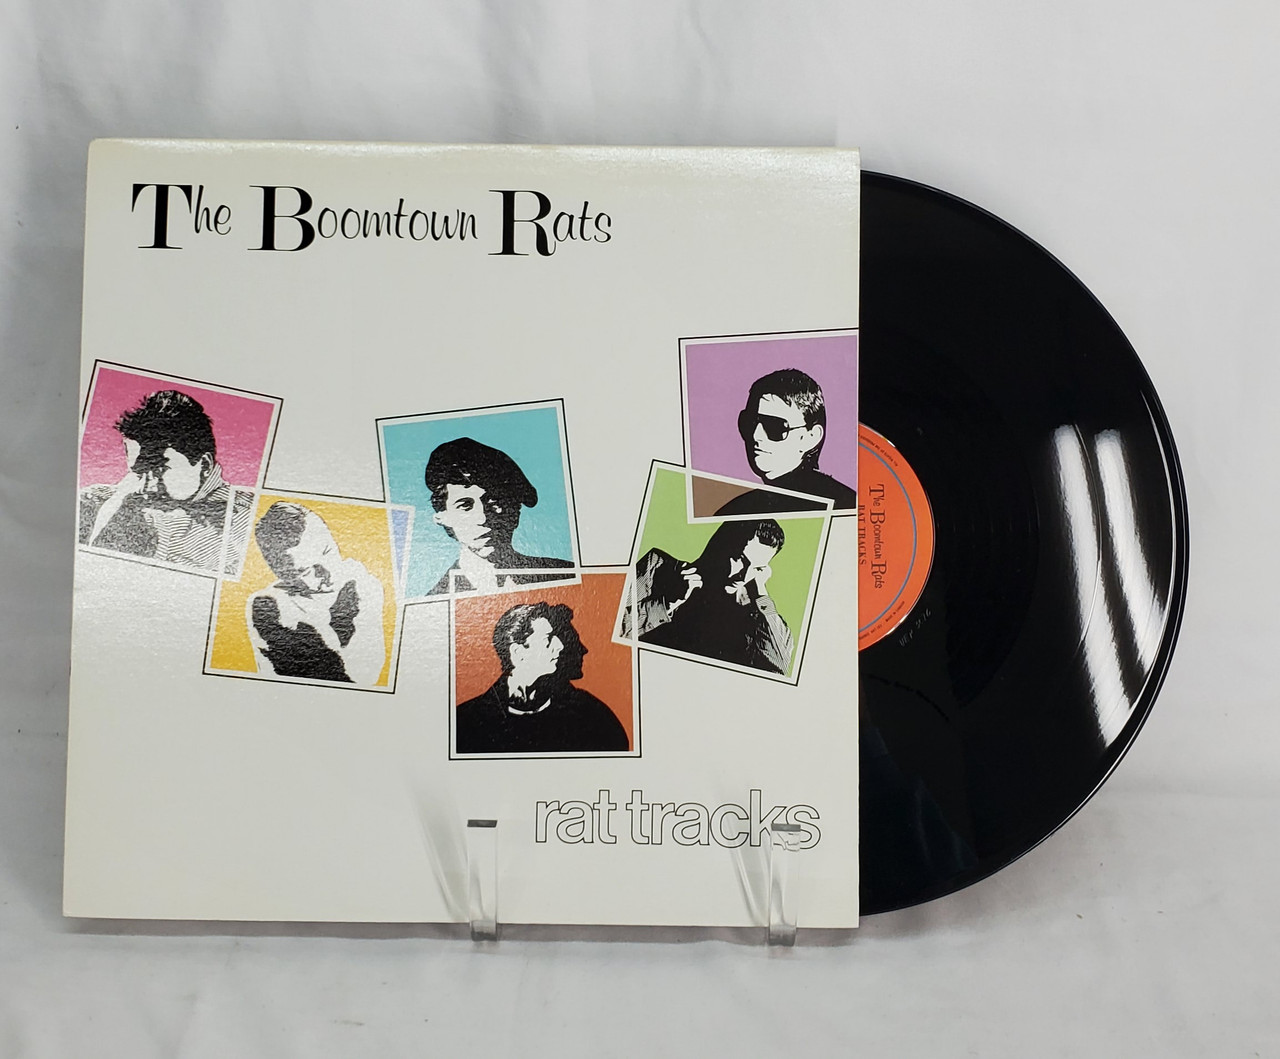 The Boomtown Rats
rat tracks
The Boomtown Rats
RAT TRACKS